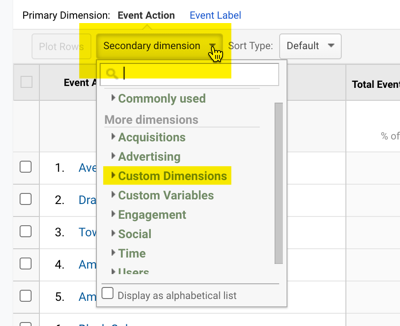 Primary Dimension: Event Action Event Label
Plot Rows Secondary dimension Sort Type: Default
Event A Total Event
Commonly used
More dimensions
% of
Acquisitions
Advertising
1. Ave
Custom Dimensions
2. Dra
Custom Variables
Engagement
3. Tow
Social
Time
4. Am
Users
5. Am
Display as alphabetical list